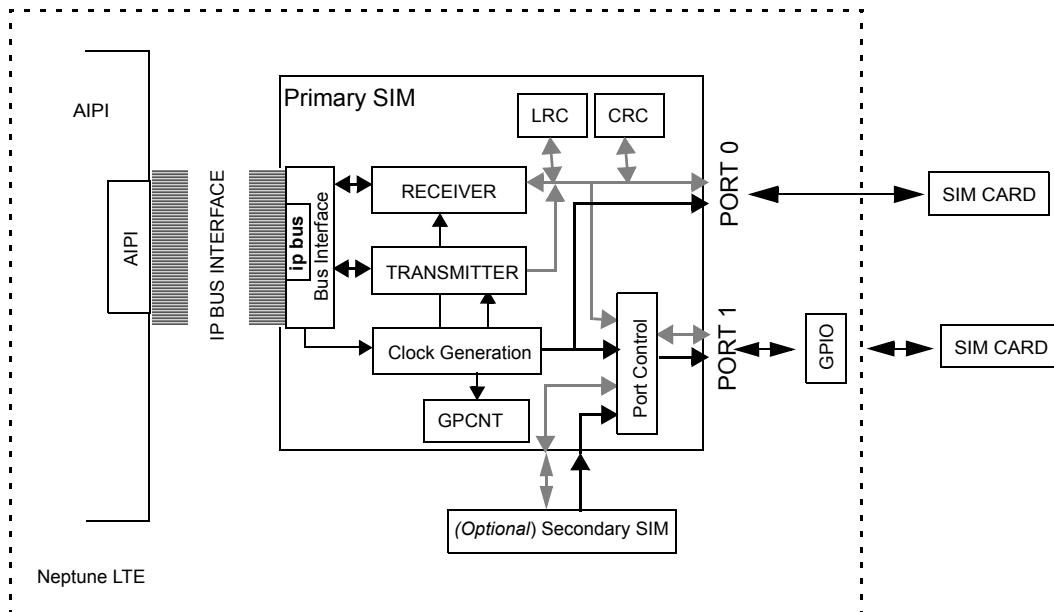 AIPI
AIPI
IP BUS INTERFACE
Primary SIM
ip bus
Bus Interface
LRC
CRC
RECEIVER
TRANSMITTER
Clock Generation
GPCNT
Port Control
PORT 0
PORT 1
GPIO
SIM CARD
SIM CARD
(Optional) Secondary SIM
Neptune LTE